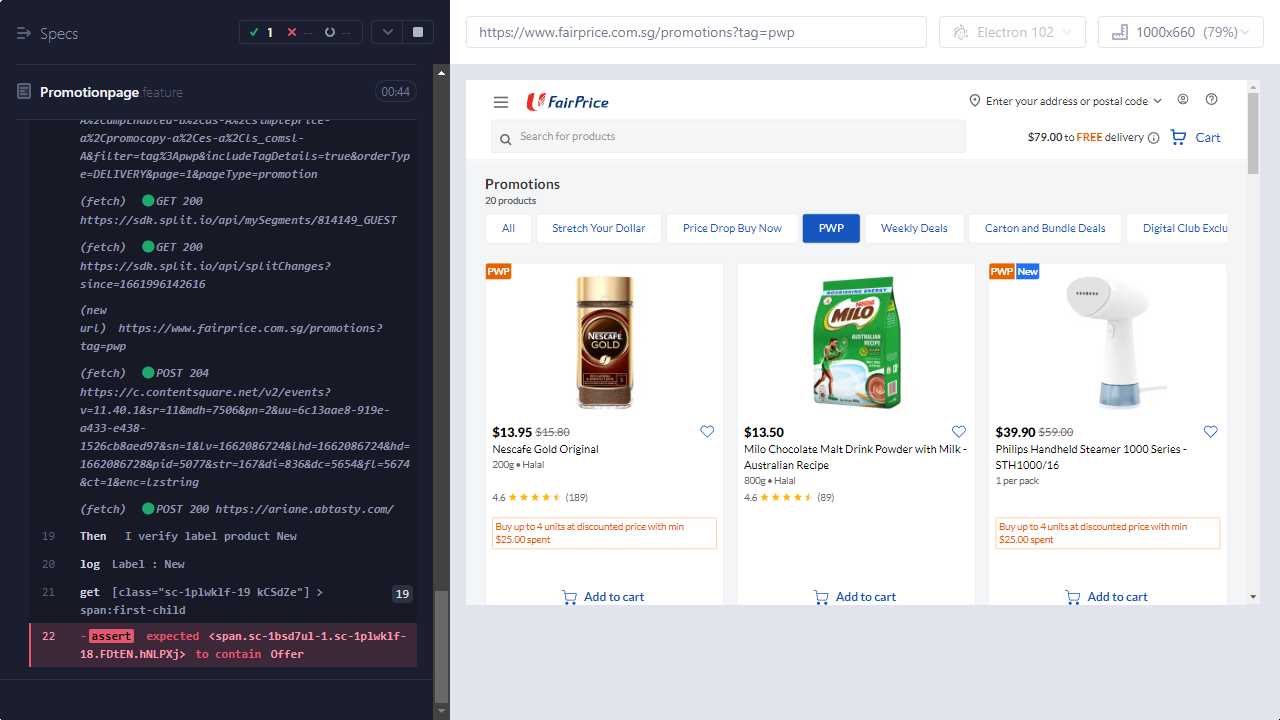 Specs
1
--
--
https://www.fairprice.com.sg/promotions?tag=pwp
Electron 102
1000x660 (79%)
Promotionpage.feature
00:44
a%2Cpromocopy-a%2Ces-a%2Cls_comsl-
A&filter=tag%3Apwp&includeTagDetails=true&orderTyp
e=DELIVERY&page=1&pageType=promotion
(fetch) GET 200
https://sdk.split.io/api/mySegments/814149_GUEST
(fetch) GET 200
https://sdk.split.io/api/splitChanges?
since=1661996142616
(new
url) https://www.fairprice.com.sg/promotions?
tag=pwp
(fetch) POST 204
https://c.contentsquare.net/v2/events?
v=11.40.1&sr=11&mdh=7506&pn=2&uu=6c13aae8-919e-
a433-e438-
1526cb8aed97&sn=1&lv=1662086724&lhd=1662086724&hd=
1662086728&pid=5077&str=167&di=836&dc=5654&fl=5674
&ct=1&enc=lzstring
(fetch) POST 200 https://ariane.abtasty.com/
19 Then I verify label product New
20 log Label : New
21 get [class="sc-1plwklf-19 kCSdZe"] >
span:first-child
19
22 -assert expected <span.sc-1bsd7ul-1.sc-1plwklf-
18.FDtEN.hNLPXj> to contain Offer
FairPrice
Enter your address or postal code
Search for products
$79.00 to FREE delivery
Cart
Promotions
20 products
All
Stretch Your Dollar
Price Drop Buy Now
PWP
Weekly Deals
Carton and Bundle Deals
Digital Club Exclu
PWP
NESCAFÉ
GOLD
$13.95 $15.80
Nescafe Gold Original
200g • Halal
4.6 (189)
Buy up to 4 units at discounted price with min
$25.00 spent
Add to cart
NOURISHING ENERGY
Nestle
MILO
AUSTRALIAN
RECIPE
$13.50
Milo Chocolate Malt Drink Powder with Milk -
Australian Recipe
800g • Halal
4.6 (89)
Add to cart
PWP New
$39.90 $59.00
Philips Handheld Steamer 1000 Series -
STH1000/16
1 per pack
Buy up to 4 units at discounted price with min
$25.00 spent
Add to cart